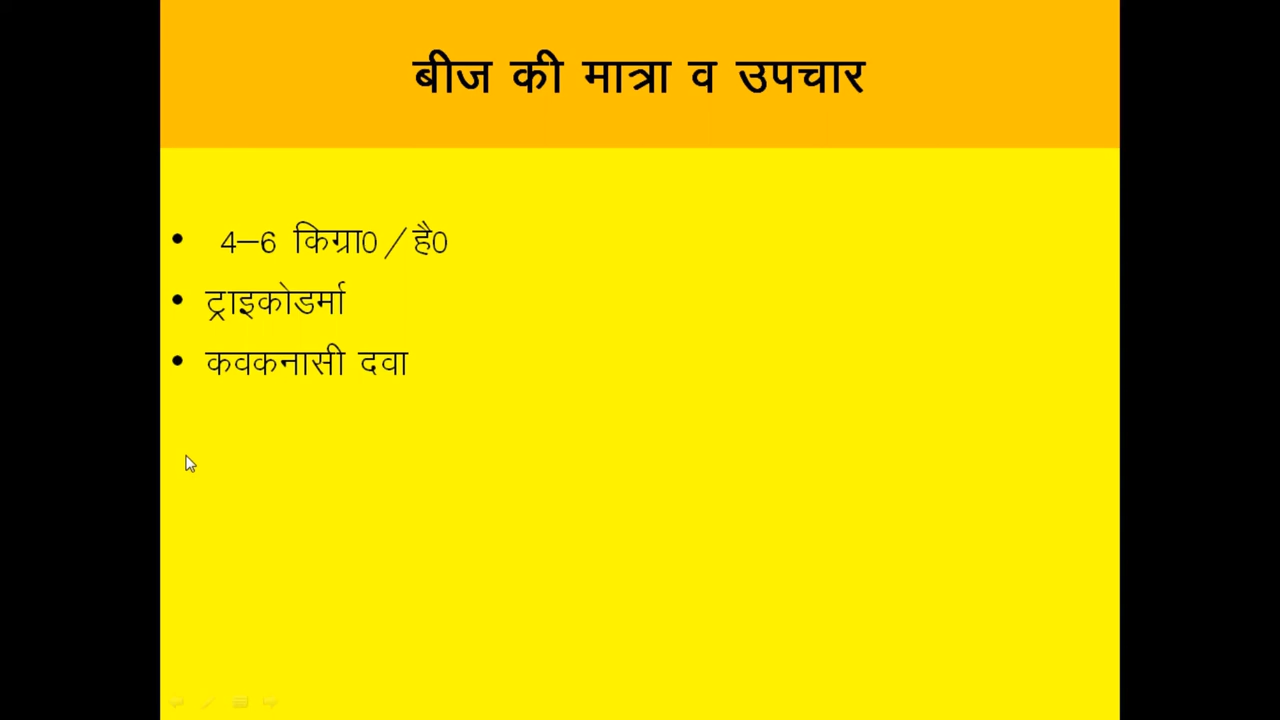 बीज की मात्रा व उपचार
• 4–6 किग्रा0/है0
• ट्राइकोडर्मा
• कवकनासी दवा